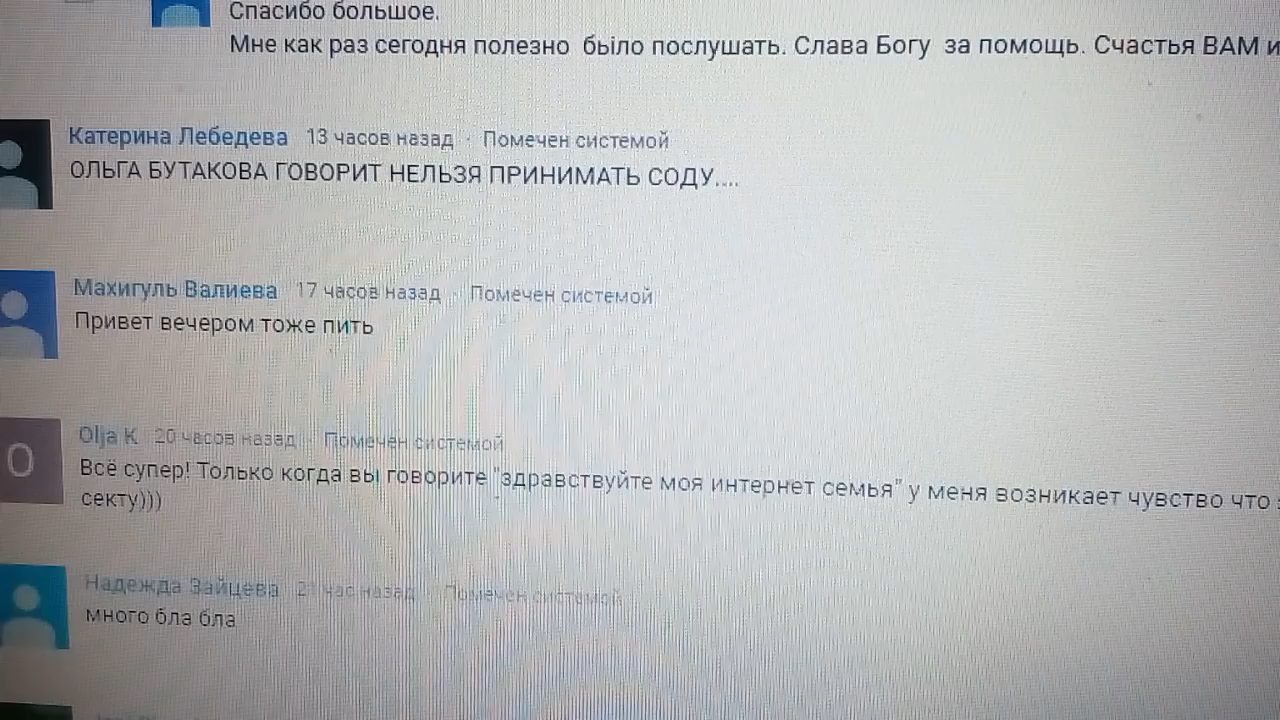 Спасибо большое.
Мне как раз сегодня полезно было послушать. Слава Богу за помощь. Счастья ВАМ и
Катерина Лебедева 13 часов назад · Помечен системой
ОЛЬГА БУТАКОВА ГОВОРИТ НЕЛЬЗЯ ПРИНИМАТЬ СОДУ....
Махигуль Валиева 17 часов назад · Помечен системой
Привет вечером тоже пить
O
Olja K 20 часов назад · Помечен системой
Всё супер! Только когда вы говорите "здравствуйте моя интернет семья" у меня возникает чувство что
секту)))
Надежда Зайцева 21 час назад · Помечен системой
много бла бла